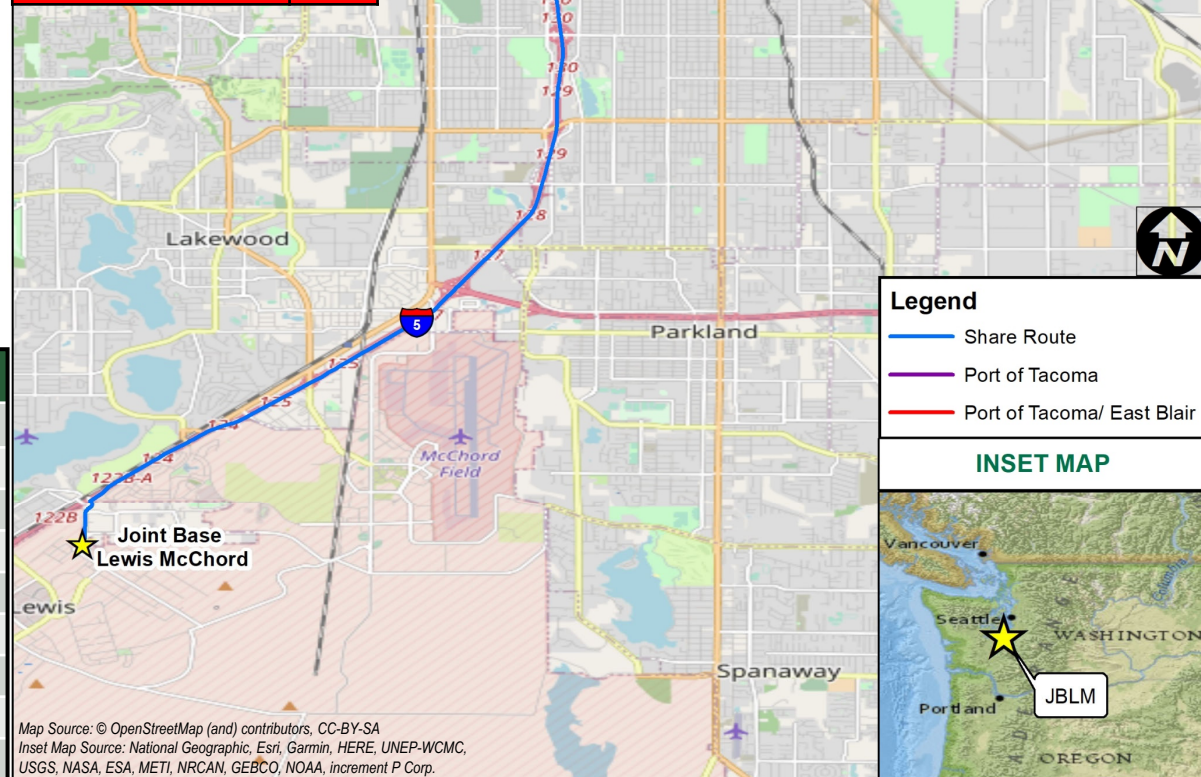 130
130
129
129
128
Lakewood
127
5
Parkland
125
125
124
McChord
Field
124
122B-A
122B
Joint Base
Lewis McChord
Lewis
Spanaway
N
Legend
Share Route
Port of Tacoma
Port of Tacoma/ East Blair
INSET MAP
Vancouver
Columbia
Seattle
WASHINGTON
JBLM
Portland
OREGON
Map Source: © OpenStreetMap (and) contributors, CC-BY-SA
Inset Map Source: National Geographic, Esri, Garmin, HERE, UNEP-WCMC,
USGS, NASA, ESA, METI, NRCAN, GEBCO, NOAA, increment P Corp.